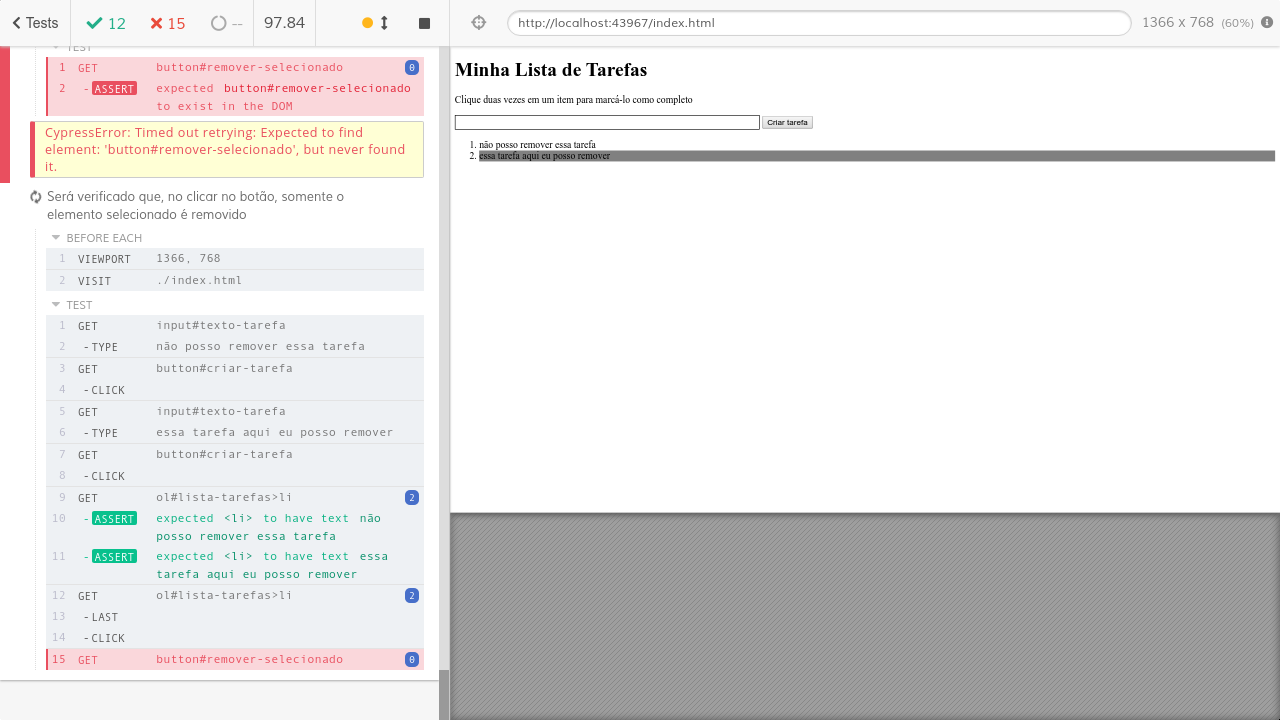 Tests
12
15
--
97.84
http://localhost:43967/index.html
1366 x 768 (60%)
TEST
1 GET button#remover-selecionado 0
2 -ASSERT expected button#remover-selecionado
to exist in the DOM
CypressError: Timed out retrying: Expected to find
element: 'button#remover-selecionado', but never found
it.
Será verificado que, no clicar no botão, somente o
elemento selecionado é removido
BEFORE EACH
1 VIEWPORT 1366, 768
2 VISIT ./index.html
TEST
1 GET input#texto-tarefa
2 -TYPE não posso remover essa tarefa
3 GET button#criar-tarefa
4 -CLICK
5 GET input#texto-tarefa
6 -TYPE essa tarefa aqui eu posso remover
7 GET button#criar-tarefa
8 -CLICK
9 GET ol#lista-tarefas>li 2
10 -ASSERT expected <li> to have text não
posso remover essa tarefa
11 -ASSERT expected <li> to have text essa
tarefa aqui eu posso remover
12 GET ol#lista-tarefas>li 2
13 -LAST
14 -CLICK
15 GET button#remover-selecionado 0
Minha Lista de Tarefas
Clique duas vezes em um item para marcá-lo como completo
Criar tarefa
1. não posso remover essa tarefa
2. essa tarefa aqui eu posso remover